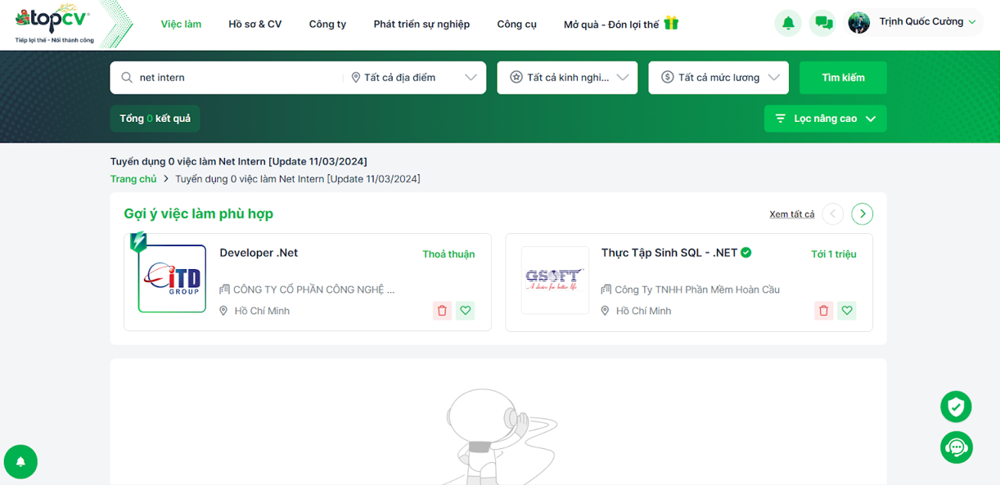 topcv
Tiếp lợi thế - Nối thành công
Việc làm
Hồ sơ & CV
Công ty
Phát triển sự nghiệp
Công cụ
Mở quà - Đón lợi thế
Trịnh Quốc Cường
net intern
Tất cả địa điểm
Tất cả kinh nghi...
Tất cả mức lương
Tìm kiếm
Tổng 0 kết quả
Lọc nâng cao
Tuyển dụng 0 việc làm Net Intern [Update 11/03/2024]
Trang chủ > Tuyển dụng 0 việc làm Net Intern [Update 11/03/2024]
Gợi ý việc làm phù hợp
Xem tất cả
iTD
GROUP
Developer .Net
Thoả thuận
CÔNG TY CỔ PHẦN CÔNG NGHỆ ...
Hồ Chí Minh
GSOFT
A choice for better life
Thực Tập Sinh SQL - .NET
Tới 1 triệu
Công Ty TNHH Phần Mềm Hoàn Cầu
Hồ Chí Minh